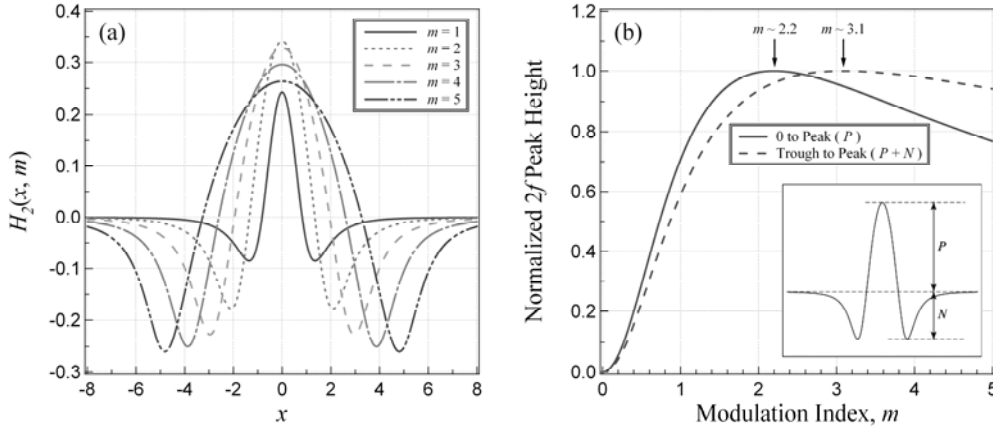 (a)
m = 1
m = 2
m = 3
m = 4
m = 5
0.4
0.3
0.2
0.1
0.0
-0.1
-0.2
-0.3
H2(x, m)
-8
-6
-4
-2
0
2
4
6
8
x
(b)
m ~ 2.2
m ~ 3.1
1.2
1.0
0.8
0.6
0.4
0.2
0.0
Normalized 2f Peak Height
0 to Peak ( P )
Trough to Peak ( P + N )
P
N
0
1
2
3
4
5
Modulation Index, m